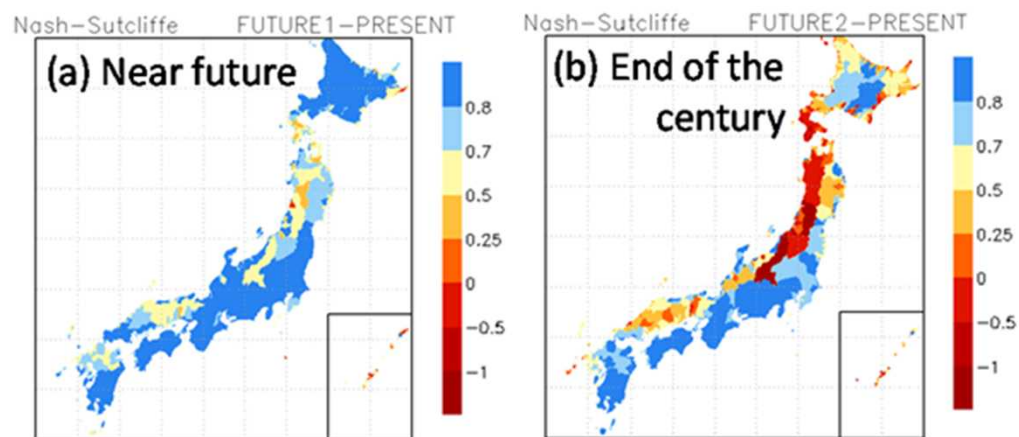 Nash-Sutcliffe FUTURE1-PRESENT
(a) Near future
0.8
0.7
0.5
0.25
0
-0.5
-1
Nash-Sutcliffe FUTURE2-PRESENT
(b) End of the
century
0.8
0.7
0.5
0.25
0
-0.5
-1